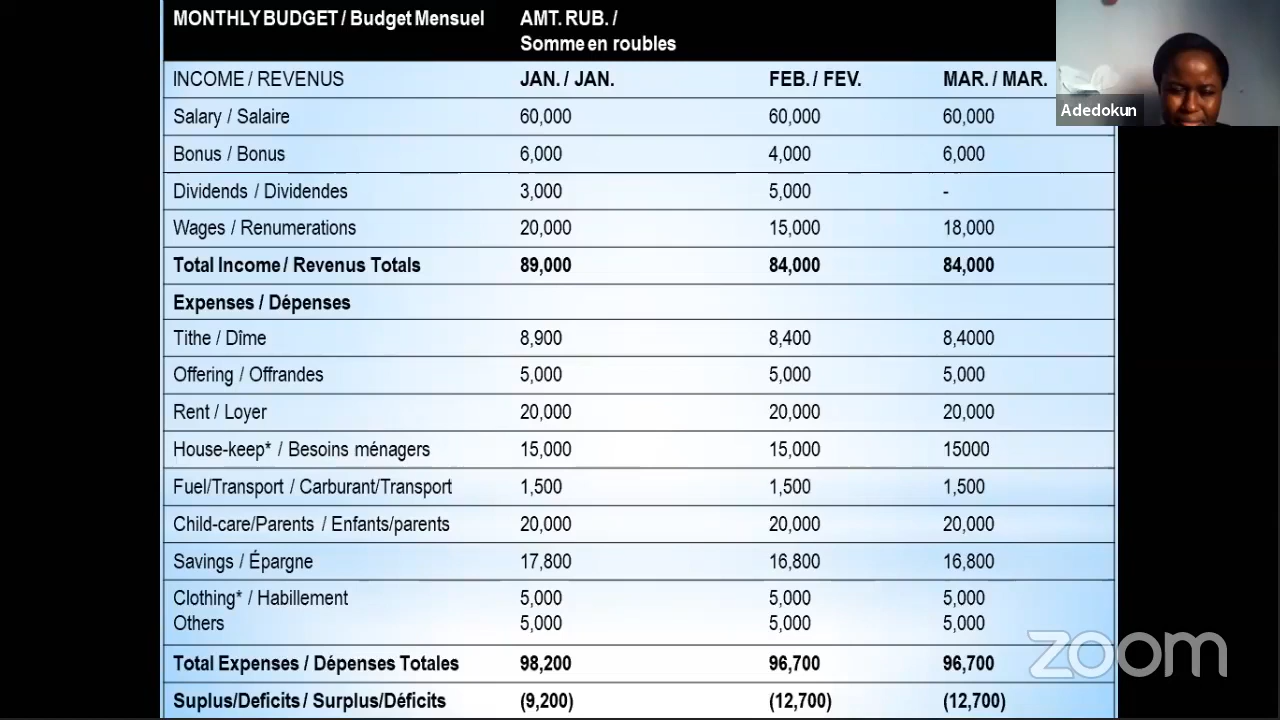 MONTHLY BUDGET / Budget Mensuel AMT. RUB. /
Somme en roubles
INCOME / REVENUS JAN. / JAN. FEB. / FEV. MAR. / MAR.
Adedokun
Salary / Salaire 60,000 60,000 60,000
Bonus / Bonus 6,000 4,000 6,000
Dividends / Dividendes 3,000 5,000 -
Wages / Renumerations 20,000 15,000 18,000
Total Income / Revenus Totals 89,000 84,000 84,000
Expenses / Dépenses
Tithe / Dîme 8,900 8,400 8,4000
Offering / Offrandes 5,000 5,000 5,000
Rent / Loyer 20,000 20,000 20,000
House-keep* / Besoins ménagers 15,000 15,000 15000
Fuel/Transport / Carburant/Transport 1,500 1,500 1,500
Child-care/Parents / Enfants/parents 20,000 20,000 20,000
Savings / Épargne 17,800 16,800 16,800
Clothing* / Habillement 5,000 5,000 5,000
Others 5,000 5,000 5,000
Total Expenses / Dépenses Totales 98,200 96,700 96,700
Suplus/Deficits / Surplus/Déficits (9,200) (12,700) (12,700)
zoom